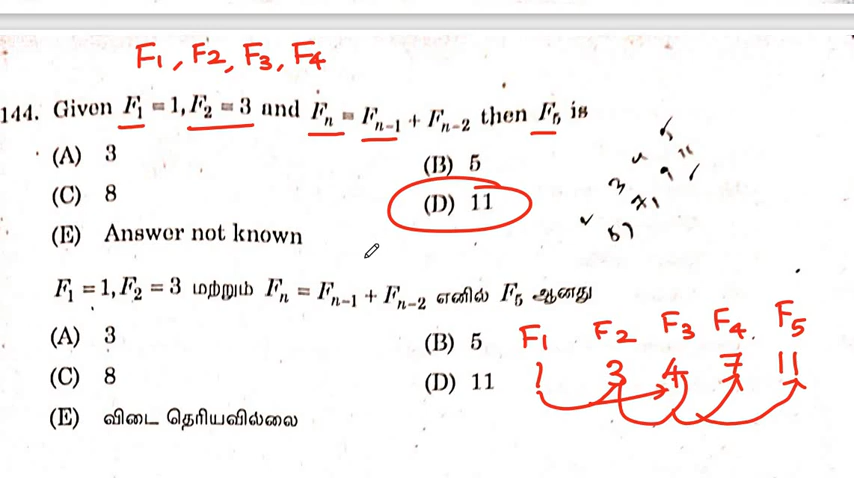 F₁, F₂, F₃, F₄
144. Given F₁ = 1, F₂ = 3 and Fₙ = Fₙ₋₁ + Fₙ₋₂ then F₅ is
(A) 3 (B) 5
(C) 8 (D) 11
(E) Answer not known
F₁ = 1, F₂ = 3 மற்றும் Fₙ = Fₙ₋₁ + Fₙ₋₂ எனில் F₅ ஆனது
(A) 3 (B) 5
(C) 8 (D) 11
(E) விடை தெரியவில்லை
F₁ F₂ F₃ F₄ F₅
1 3 4 7 11